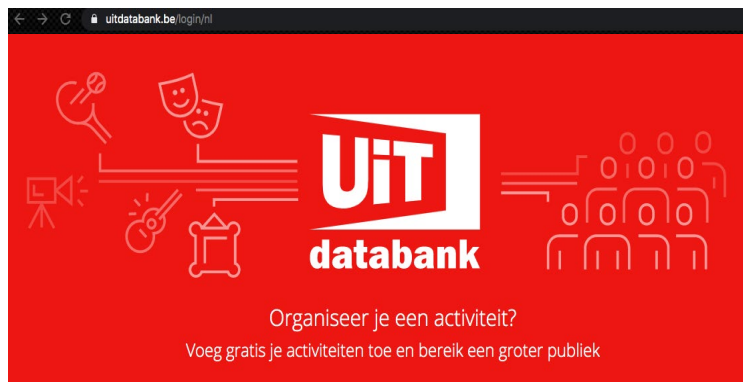 uitdatabank.be/login/nl
UiT
databank
Organiseer je een activiteit?
Voeg gratis je activiteiten toe en bereik een groter publiek